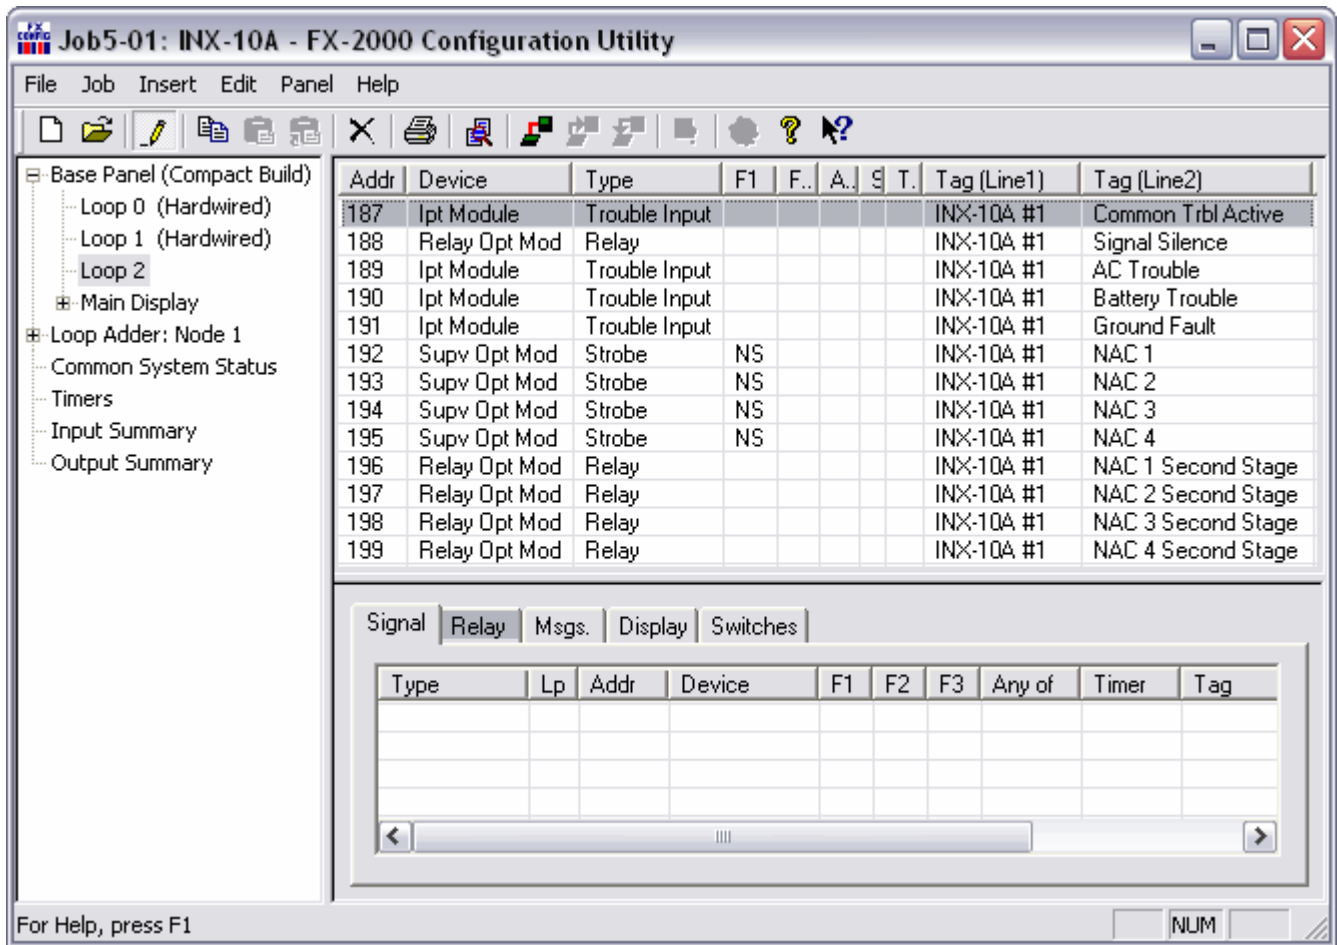 FX CONFIG Job5-01: INX-10A - FX-2000 Configuration Utility
File Job Insert Edit Panel Help
Base Panel (Compact Build)
Loop 0 (Hardwired)
Loop 1 (Hardwired)
Loop 2
Main Display
Loop Adder: Node 1
Common System Status
Timers
Input Summary
Output Summary
Addr Device Type F1 F.. A.. S T. Tag (Line1) Tag (Line2)
187 Ipt Module Trouble Input INX-10A #1 Common Trbl Active
188 Relay Opt Mod Relay INX-10A #1 Signal Silence
189 Ipt Module Trouble Input INX-10A #1 AC Trouble
190 Ipt Module Trouble Input INX-10A #1 Battery Trouble
191 Ipt Module Trouble Input INX-10A #1 Ground Fault
192 Supv Opt Mod Strobe NS INX-10A #1 NAC 1
193 Supv Opt Mod Strobe NS INX-10A #1 NAC 2
194 Supv Opt Mod Strobe NS INX-10A #1 NAC 3
195 Supv Opt Mod Strobe NS INX-10A #1 NAC 4
196 Relay Opt Mod Relay INX-10A #1 NAC 1 Second Stage
197 Relay Opt Mod Relay INX-10A #1 NAC 2 Second Stage
198 Relay Opt Mod Relay INX-10A #1 NAC 3 Second Stage
199 Relay Opt Mod Relay INX-10A #1 NAC 4 Second Stage
Signal Relay Msgs. Display Switches
Type Lp Addr Device F1 F2 F3 Any of Timer Tag
For Help, press F1 NUM